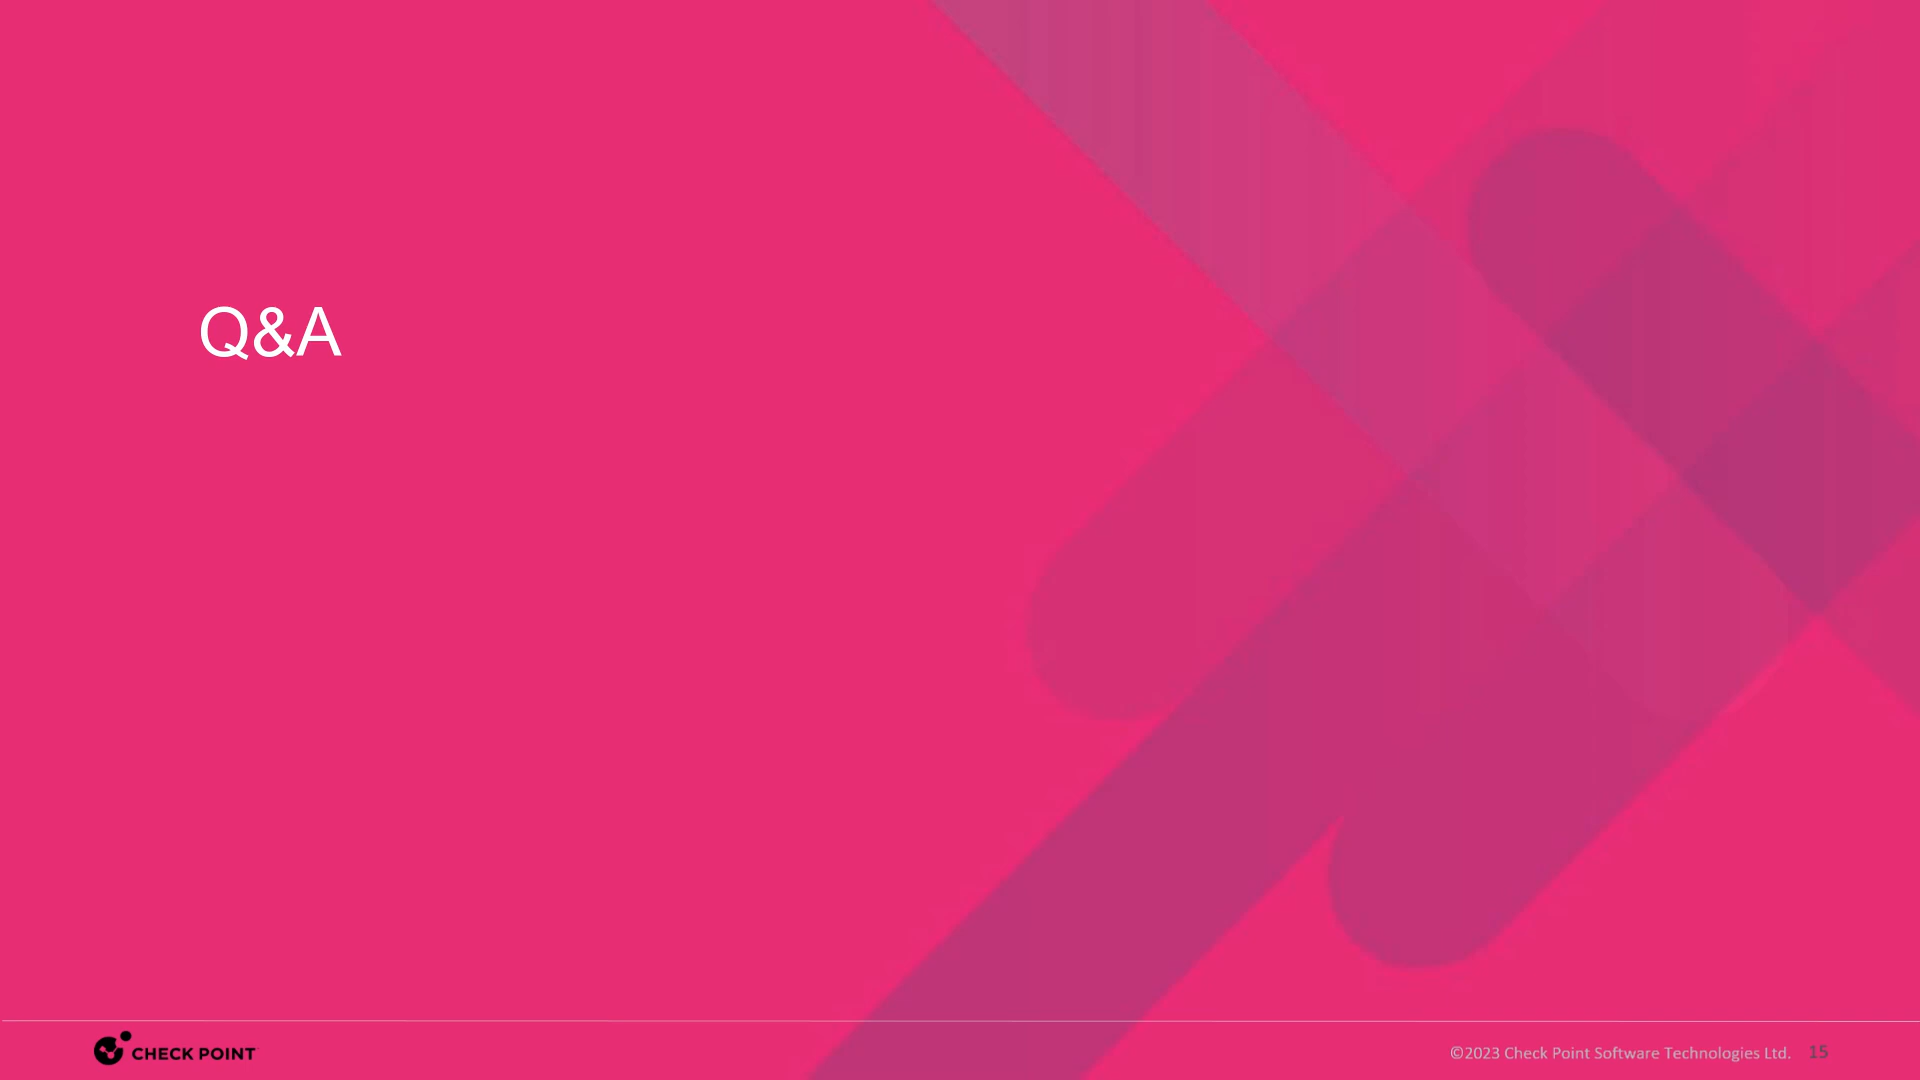 Q&A
CHECK POINT
©2023 Check Point Software Technologies Ltd. 15